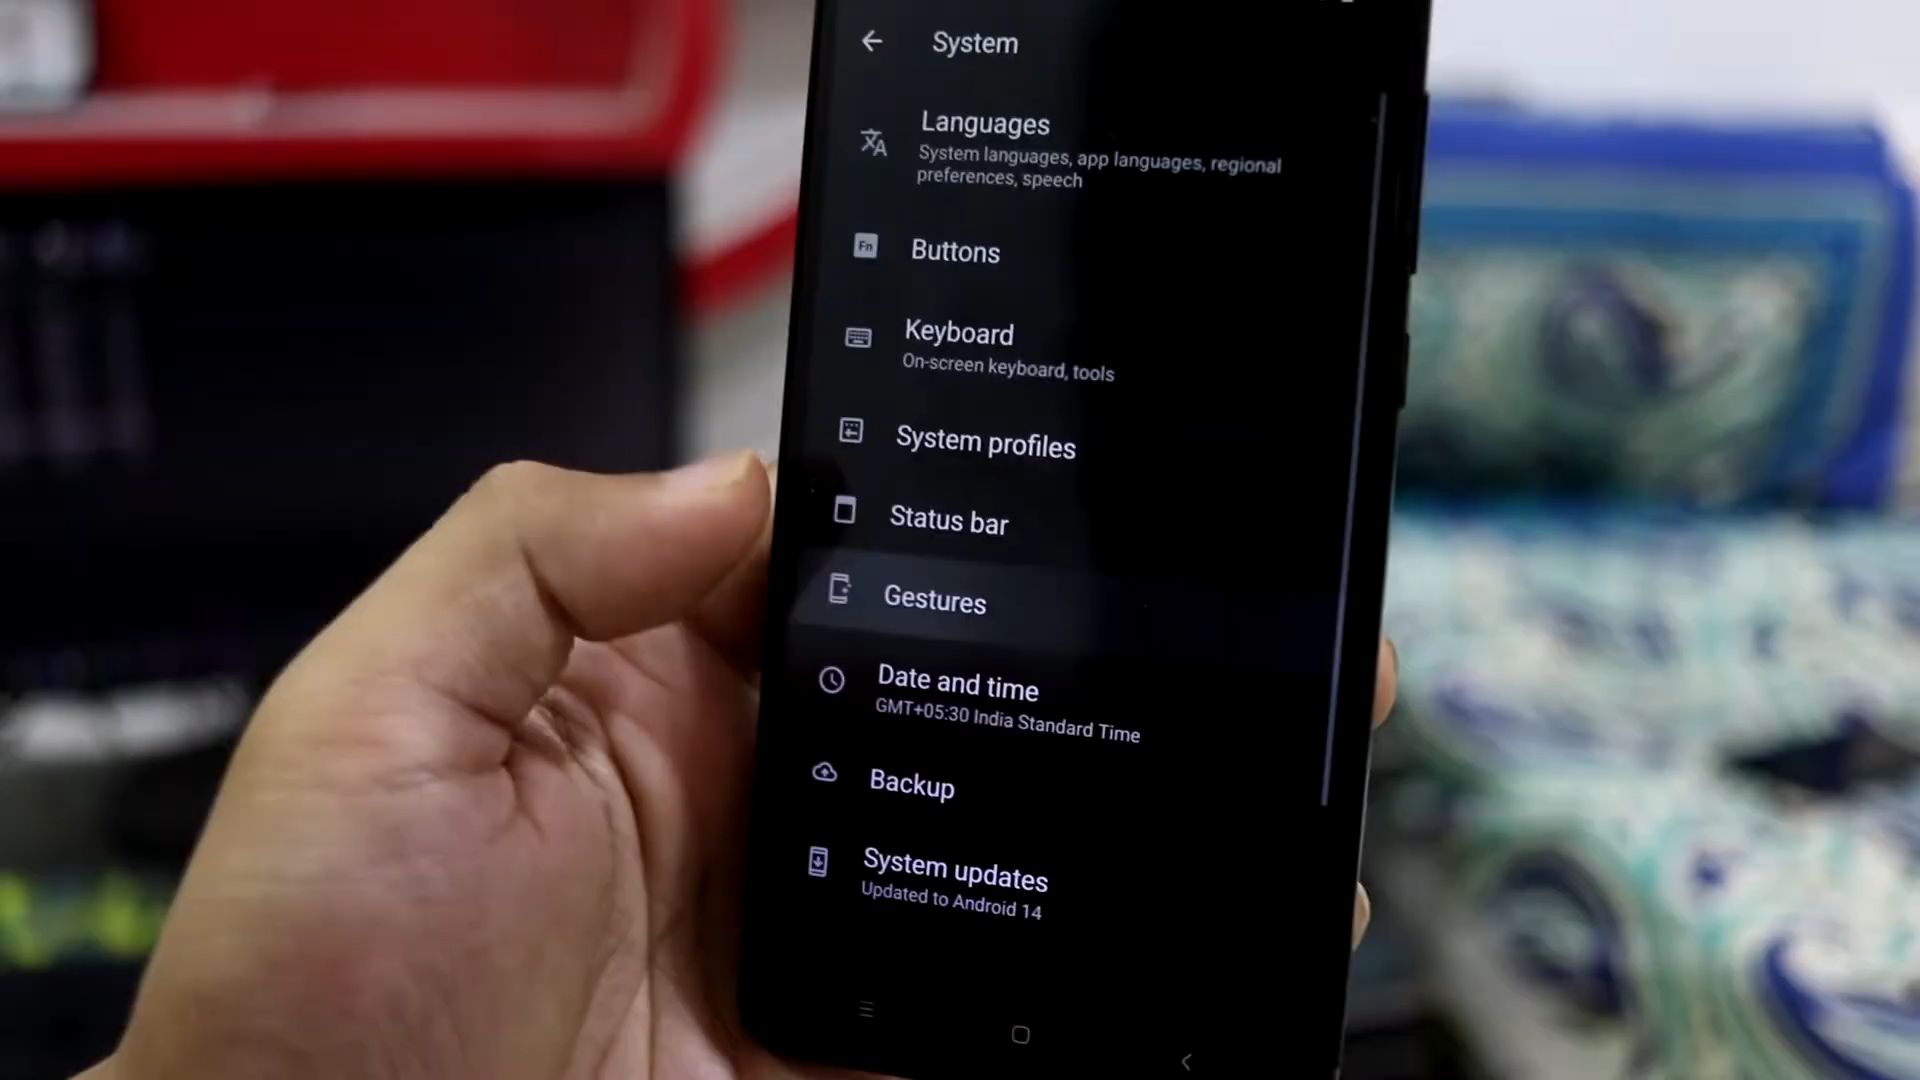 System
Languages
System languages, app languages, regional
preferences, speech
Fn
Buttons
Keyboard
On-screen keyboard, tools
System profiles
Status bar
Gestures
Date and time
GMT+05:30 India Standard Time
Backup
System updates
Updated to Android 14